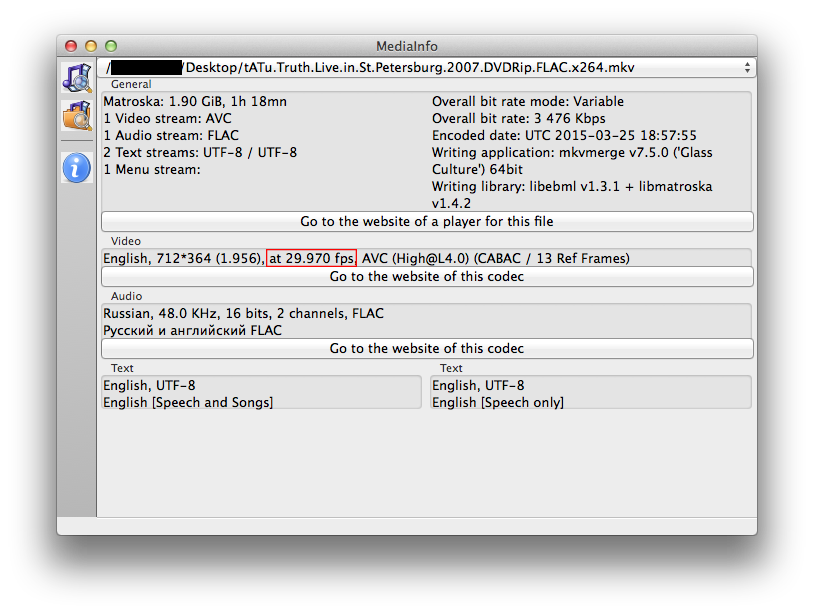 MediaInfo
/ /Desktop/tATu.Truth.Live.in.St.Petersburg.2007.DVDRip.FLAC.x264.mkv
General
Matroska: 1.90 GiB, 1h 18mn
1 Video stream: AVC
1 Audio stream: FLAC
2 Text streams: UTF-8 / UTF-8
1 Menu stream:
Overall bit rate mode: Variable
Overall bit rate: 3 476 Kbps
Encoded date: UTC 2015-03-25 18:57:55
Writing application: mkvmerge v7.5.0 ('Glass
Culture') 64bit
Writing library: libebml v1.3.1 + libmatroska
v1.4.2
Go to the website of a player for this file
Video
English, 712*364 (1.956), at 29.970 fps, AVC (High@L4.0) (CABAC / 13 Ref Frames)
Go to the website of this codec
Audio
Russian, 48.0 KHz, 16 bits, 2 channels, FLAC
Русский и английский FLAC
Go to the website of this codec
Text
English, UTF-8
English [Speech and Songs]
Text
English, UTF-8
English [Speech only]